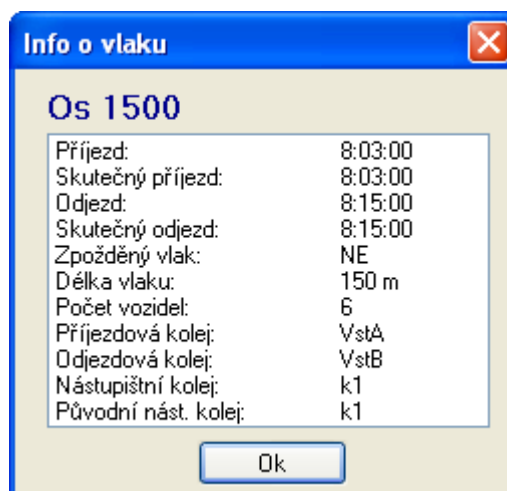 Info o vlaku
Os 1500
Příjezd: 8:03:00
Skutečný příjezd: 8:03:00
Odjezd: 8:15:00
Skutečný odjezd: 8:15:00
Zpožděný vlak: NE
Délka vlaku: 150 m
Počet vozidel: 6
Příjezdová kolej: VstA
Odjezdová kolej: VstB
Nástupištní kolej: k1
Původní nást. kolej: k1
Ok